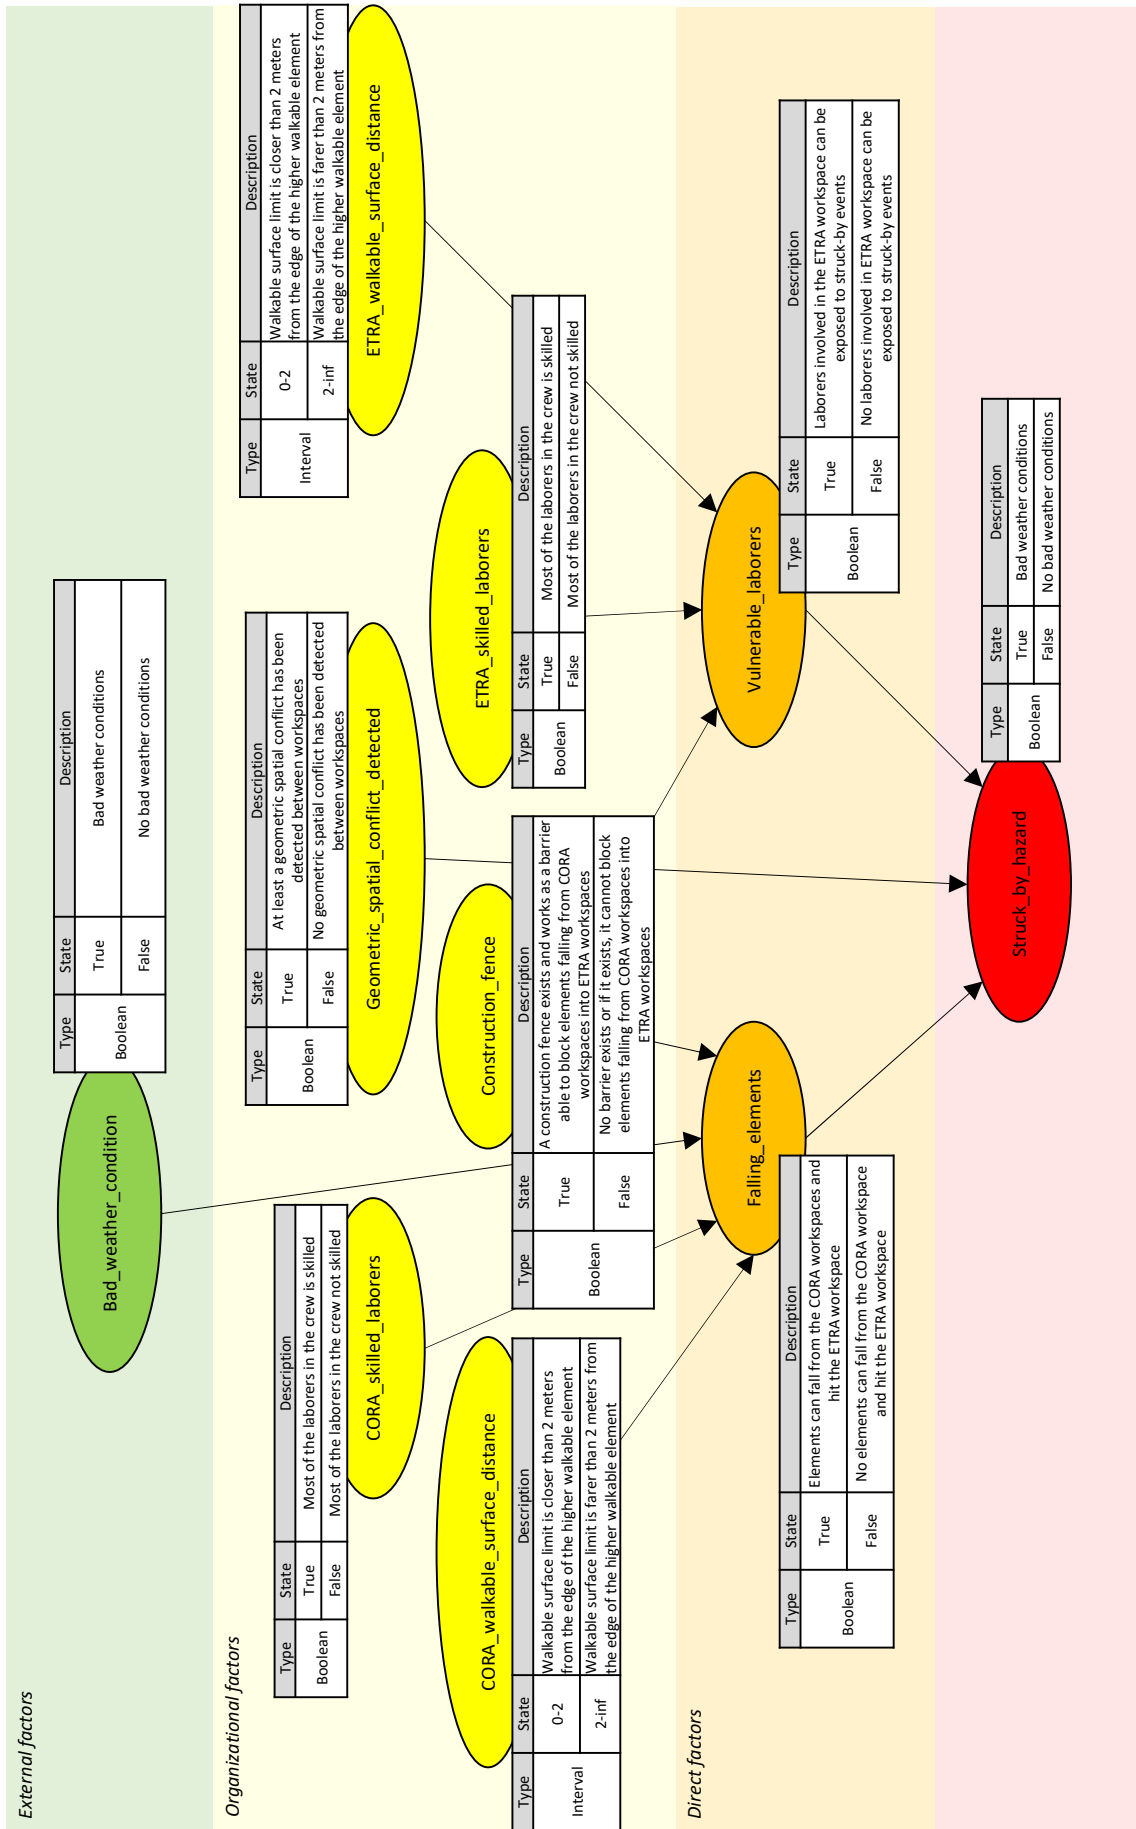 External factors
Bad_weather_condition
Type State Description
Boolean
True Bad weather conditions
False No bad weather conditions
Organizational factors
Type State Description
Boolean
True Most of the laborers in the crew is skilled
False Most of the laborers in the crew not skilled
CORA_skilled_laborers
Type State Description
Boolean
True
At least a geometric spatial conflict has been
detected between workspaces
False
No geometric spatial conflict has been detected
between workspaces
Geometric_spatial_conflict_detected
Type State Description
Interval
0-2
Walkable surface limit is closer than 2 meters
from the edge of the higher walkable element
2-inf
Walkable surface limit is farer than 2 meters from
the edge of the higher walkable element
ETRA_walkable_surface_distance
CORA_walkable_surface_distance
Type State Description
Interval
0-2
Walkable surface limit is closer than 2 meters
from the edge of the higher walkable element
2-inf
Walkable surface limit is farer than 2 meters from
the edge of the higher walkable element
Construction_fence
Type State Description
Boolean
True
A construction fence exists and works as a barrier
able to block elements falling from CORA
workspaces into ETRA workspaces
False
No barrier exists or if it exists, it cannot block
elements falling from CORA workspaces into
ETRA workspaces
ETRA_skilled_laborers
Type State Description
Boolean
True Most of the laborers in the crew is skilled
False Most of the laborers in the crew not skilled
Direct factors
Falling_elements
Type State Description
Boolean
True
Elements can fall from the CORA workspaces and
hit the ETRA workspace
False
No elements can fall from the CORA workspace
and hit the ETRA workspace
Vulnerable_laborers
Type State Description
Boolean
True
Laborers involved in the ETRA workspace can be
exposed to struck-by events
False
No laborers involved in ETRA workspace can be
exposed to struck-by events
Struck_by_hazard
Type State Description
Boolean
True Bad weather conditions
False No bad weather conditions